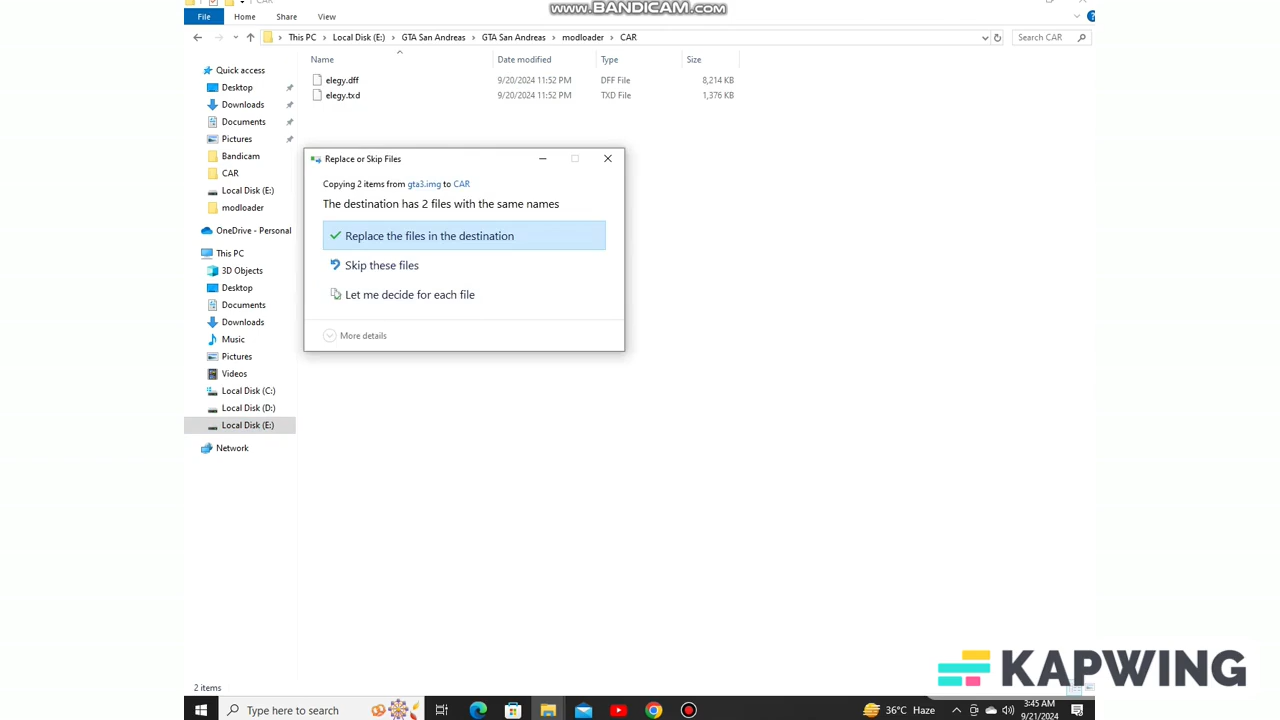 CAR
www.BANDICAM.com
File Home Share View
This PC > Local Disk (E:) > GTA San Andreas > GTA San Andreas > modloader > CAR
Search CAR
Name Date modified Type Size
elegy.dff 9/20/2024 11:52 PM DFF File 8,214 KB
elegy.txd 9/20/2024 11:52 PM TXD File 1,376 KB
Quick access
Desktop
Downloads
Documents
Pictures
Bandicam
CAR
Local Disk (E:)
modloader
OneDrive - Personal
This PC
3D Objects
Desktop
Documents
Downloads
Music
Pictures
Videos
Local Disk (C:)
Local Disk (D:)
Local Disk (E:)
Network
Replace or Skip Files
Copying 2 items from gta3.img to CAR
The destination has 2 files with the same names
Replace the files in the destination
Skip these files
Let me decide for each file
More details
KAPWING
2 items
Type here to search
36°C Haze
3:45 AM
9/21/2024